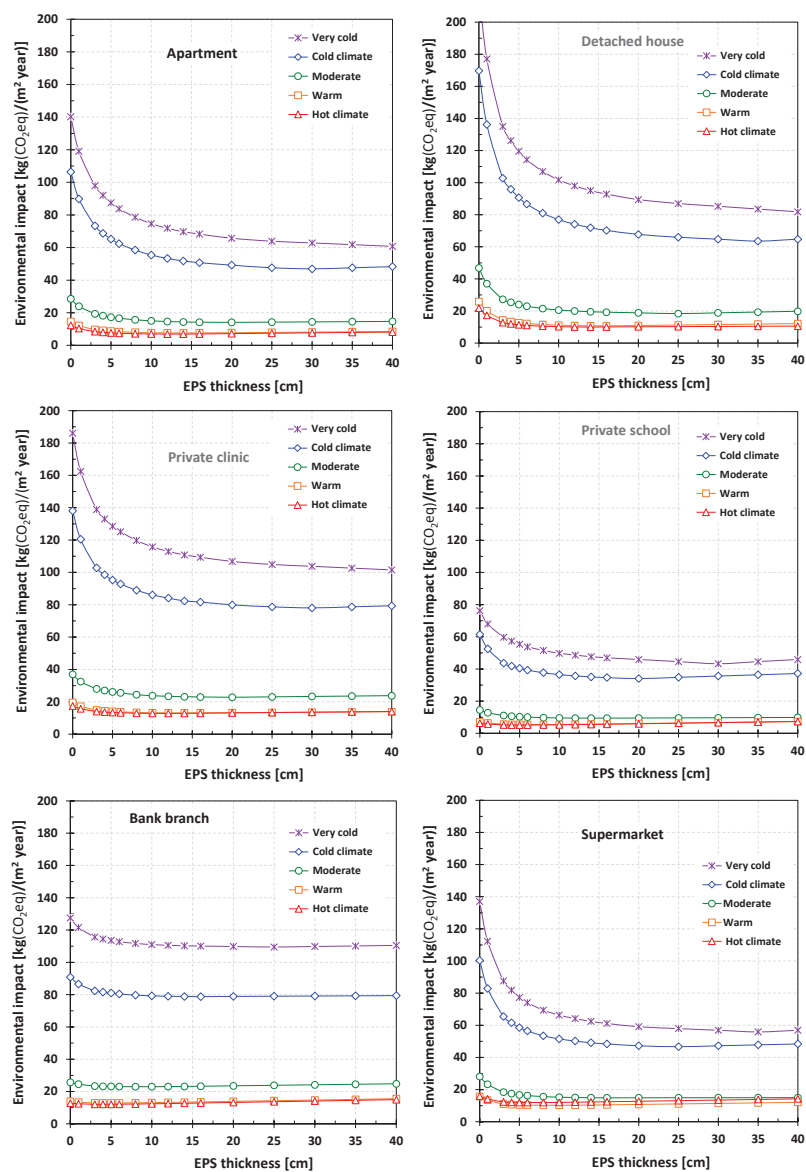 Environmental impact [kg(CO₂eq)/(m² year)]
200
180
160
140
120
100
80
60
40
20
0
Apartment
Very cold
Cold climate
Moderate
Warm
Hot climate
0 5 10 15 20 25 30 35 40
EPS thickness [cm]
Environmental impact [kg(CO₂eq)/(m² year)]
200
180
160
140
120
100
80
60
40
20
0
Detached house
Very cold
Cold climate
Moderate
Warm
Hot climate
0 5 10 15 20 25 30 35 40
EPS thickness [cm]
Environmental impact [kg(CO₂eq)/(m² year)]
200
180
160
140
120
100
80
60
40
20
0
Private clinic
Very cold
Cold climate
Moderate
Warm
Hot climate
0 5 10 15 20 25 30 35 40
EPS thickness [cm]
Environmental impact [kg(CO₂eq)/(m² year)]
200
180
160
140
120
100
80
60
40
20
0
Private school
Very cold
Cold climate
Moderate
Warm
Hot climate
0 5 10 15 20 25 30 35 40
EPS thickness [cm]
Environmental impact [kg(CO₂eq)/(m² year)]
200
180
160
140
120
100
80
60
40
20
0
Bank branch
Very cold
Cold climate
Moderate
Warm
Hot climate
0 5 10 15 20 25 30 35 40
EPS thickness [cm]
Environmental impact [kg(CO₂eq)/(m² year)]
200
180
160
140
120
100
80
60
40
20
0
Supermarket
Very cold
Cold climate
Moderate
Warm
Hot climate
0 5 10 15 20 25 30 35 40
EPS thickness [cm]